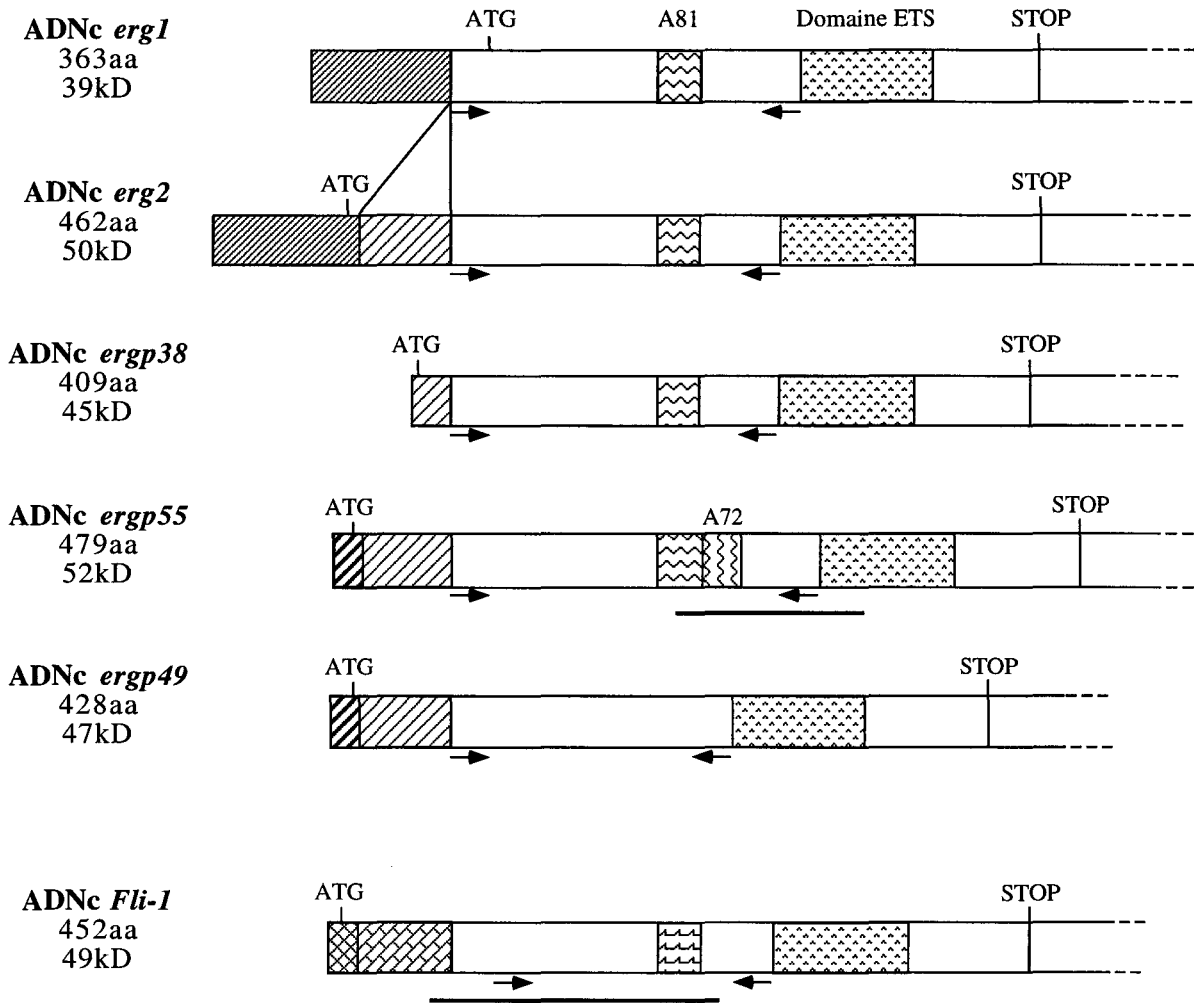 ATG A81 Domaine ETS STOP
ADNc erg1
363aa
39kD
ATG STOP
ADNc erg2
462aa
50kD
ATG STOP
ADNc ergp38
409aa
45kD
ATG A72 STOP
ADNc ergp55
479aa
52kD
ATG STOP
ADNc ergp49
428aa
47kD
ATG STOP
ADNc Fli-1
452aa
49kD